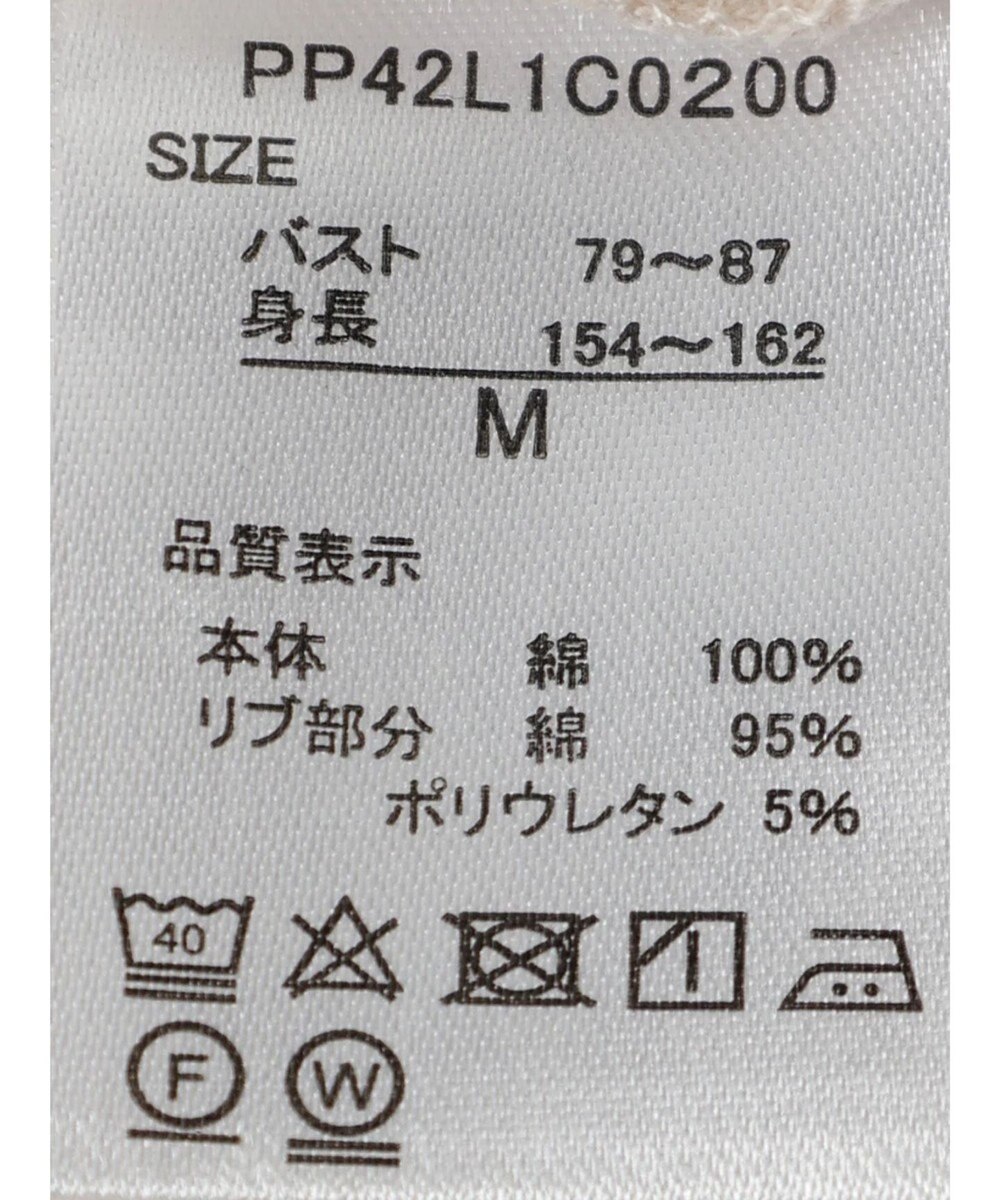 PP42L1C0200
SIZE
バスト 79～87
身長 154～162
M
品質表示
本体 綿 100%
リブ部分 綿 95%
ポリウレタン 5%
40
F
W